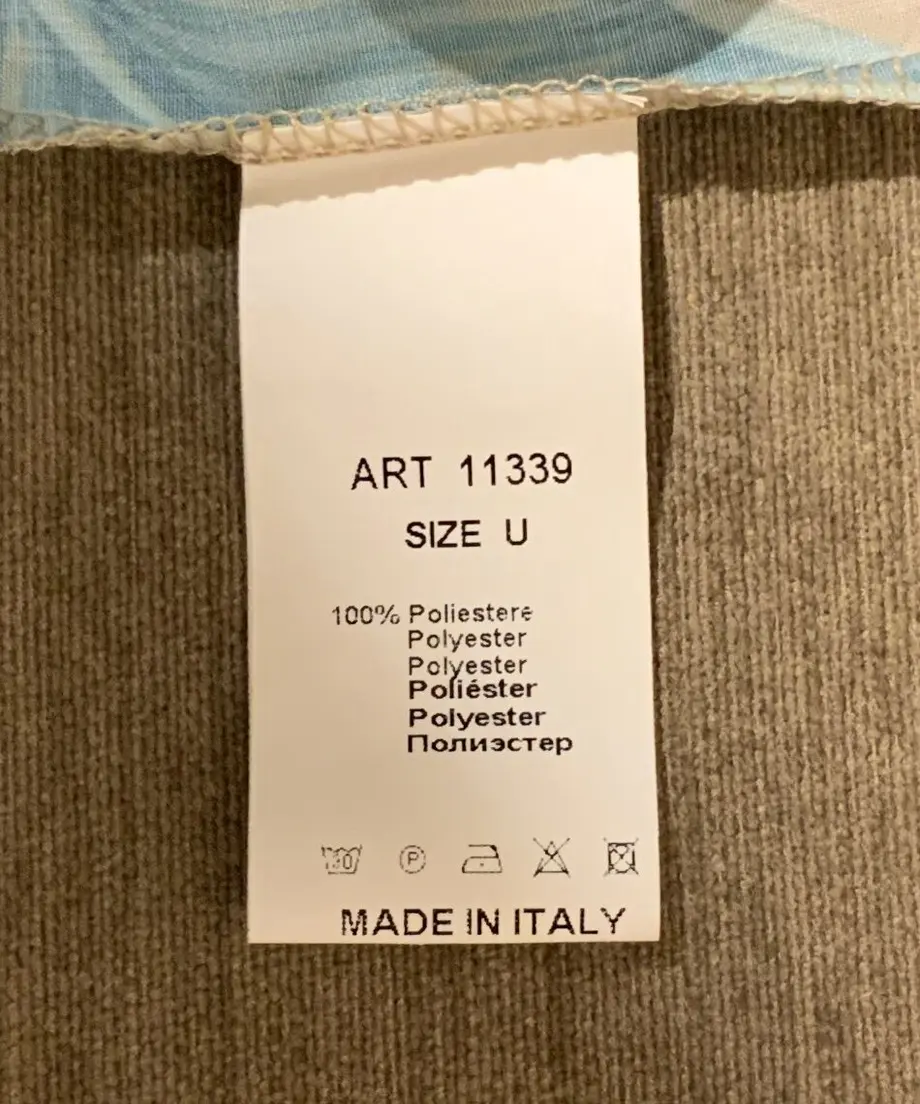 ART 11339
SIZE U
100% Poliestere
Polyester
Polyester
Poliéster
Polyester
Полиэстер
30 P
MADE IN ITALY